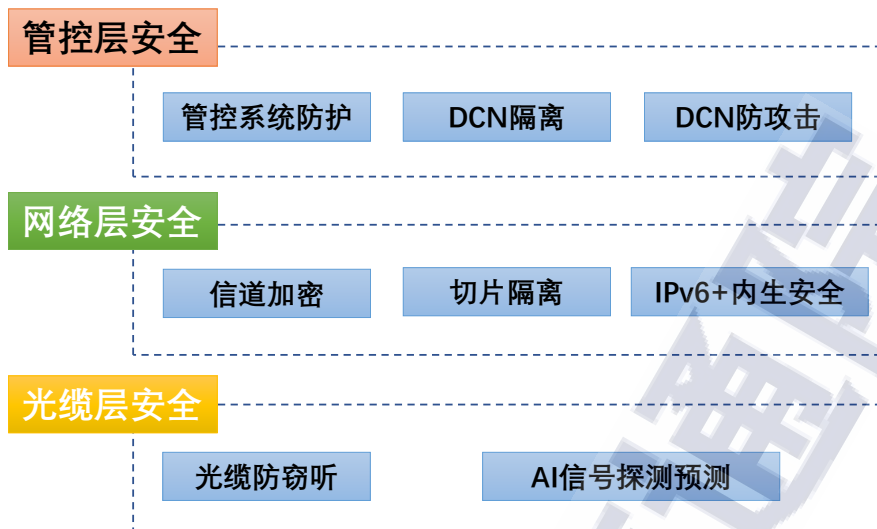 管控层安全
管控系统防护 DCN隔离 DCN防攻击
网络层安全
信道加密 切片隔离 IPv6+内生安全
光缆层安全
光缆防窃听 AI信号探测预测
通院